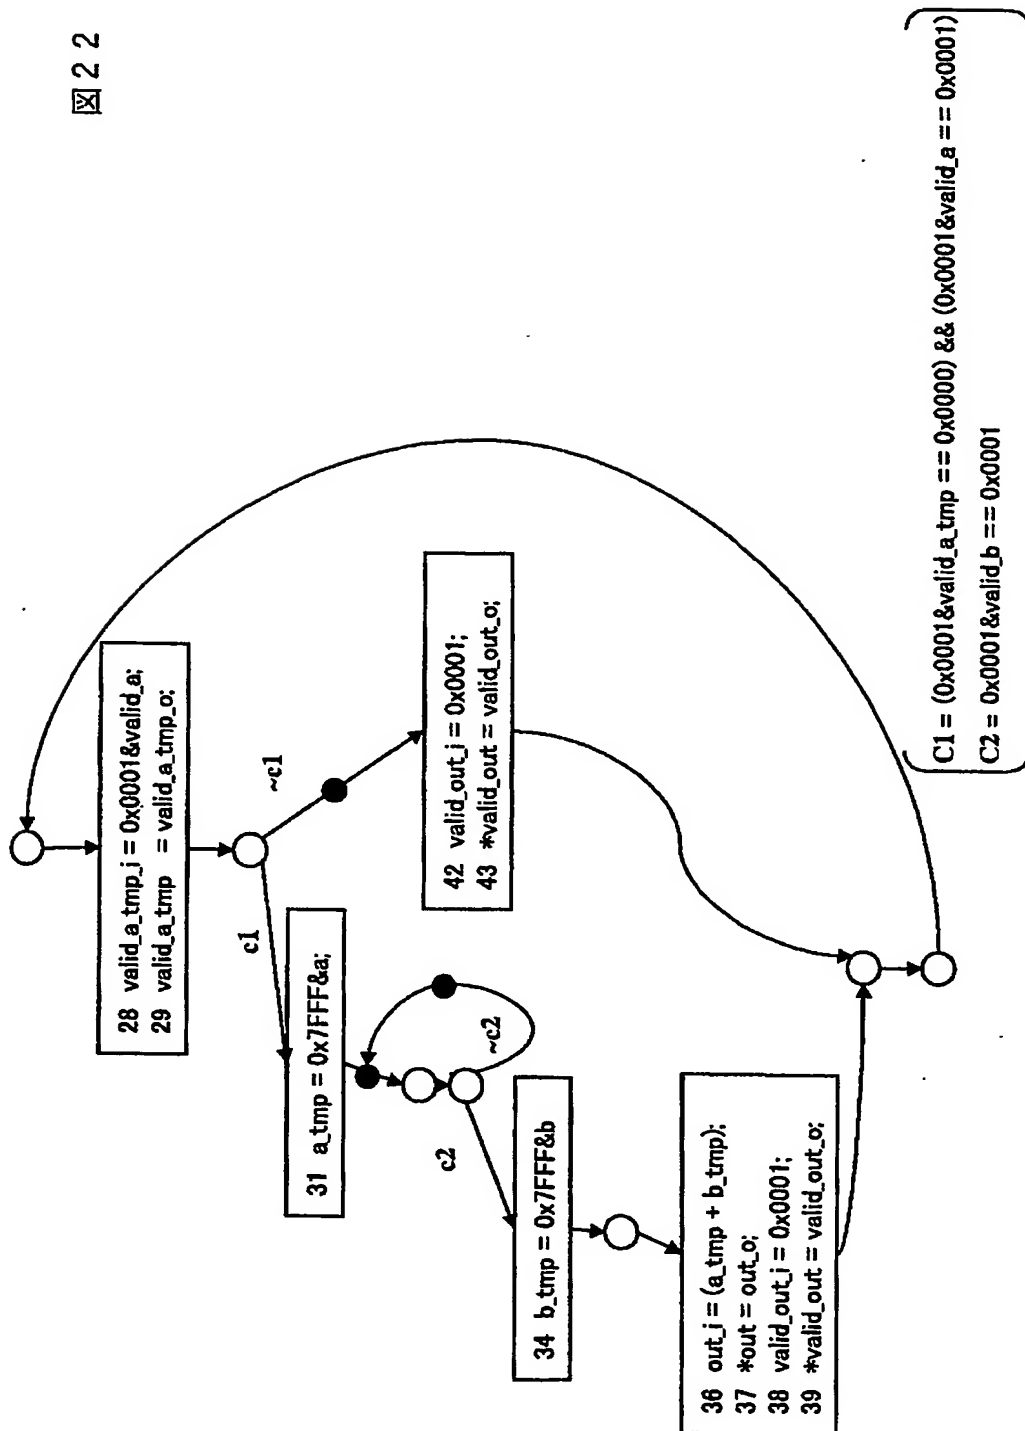 図22
28 valid_a_tmp_i = 0x0001&valid_a;
29 valid_a_tmp = valid_a_tmp_o;
c1
~c1
31 a_tmp = 0x7FFF&a;
42 valid_out_i = 0x0001;
43 *valid_out = valid_out_o;
c2
~c2
34 b_tmp = 0x7FFF&b
36 out_i = (a_tmp + b_tmp);
37 *out = out_o;
38 valid_out_i = 0x0001;
39 *valid_out = valid_out_o;
C1 = (0x0001&valid_a_tmp == 0x0000) && (0x0001&valid_a == 0x0001)
C2 = 0x0001&valid_b == 0x0001